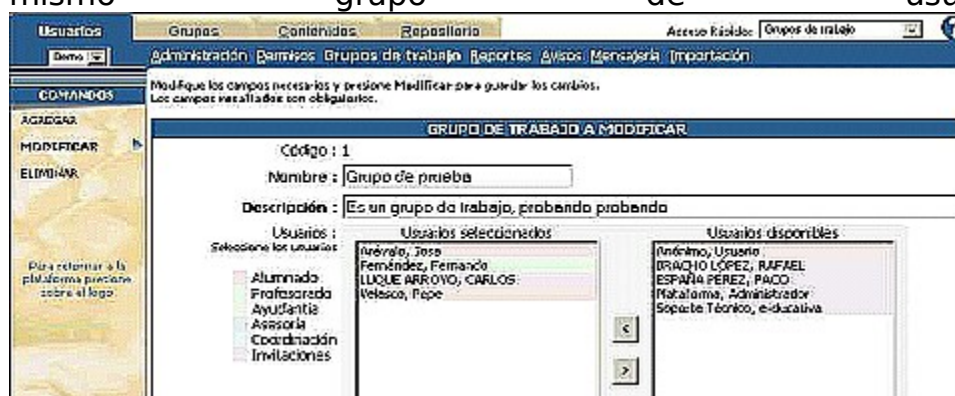 mismo grupo de usu
Usuarios Grupos Contenidos Repositorio Acceso Rápido: Grupos de trabajo
Demo Administración Permisos Grupos de trabajo Reportes Avisos Mensajería Importación
COMANDOS
Modifique los campos necesarios y presione Modificar para guardar los cambios.
Los campos resaltados son obligatorios.
AGREGAR
MODIFICAR
ELIMINAR
Para retornar a la
plataforma presione
sobre el logo
GRUPO DE TRABAJO A MODIFICAR
Código : 1
Nombre : Grupo de prueba
Descripción : Es un grupo de trabajo, probando probando
Usuarios :
Seleccione los usuarios
Alumnado
Profesorado
Ayudantía
Asesoría
Coordinación
Invitaciones
Usuarios seleccionados
Arévalo, Jose
Fernández, Fernando
LUQUE ARROYO, CARLOS
Velasco, Pepe
<
>
Usuarios disponibles
Anónimo, Usuario
BRACHO LÓPEZ, RAFAEL
ESPAÑA PÉREZ, PACO
Plataforma, Administrador
Soporte Técnico, e-ducativa